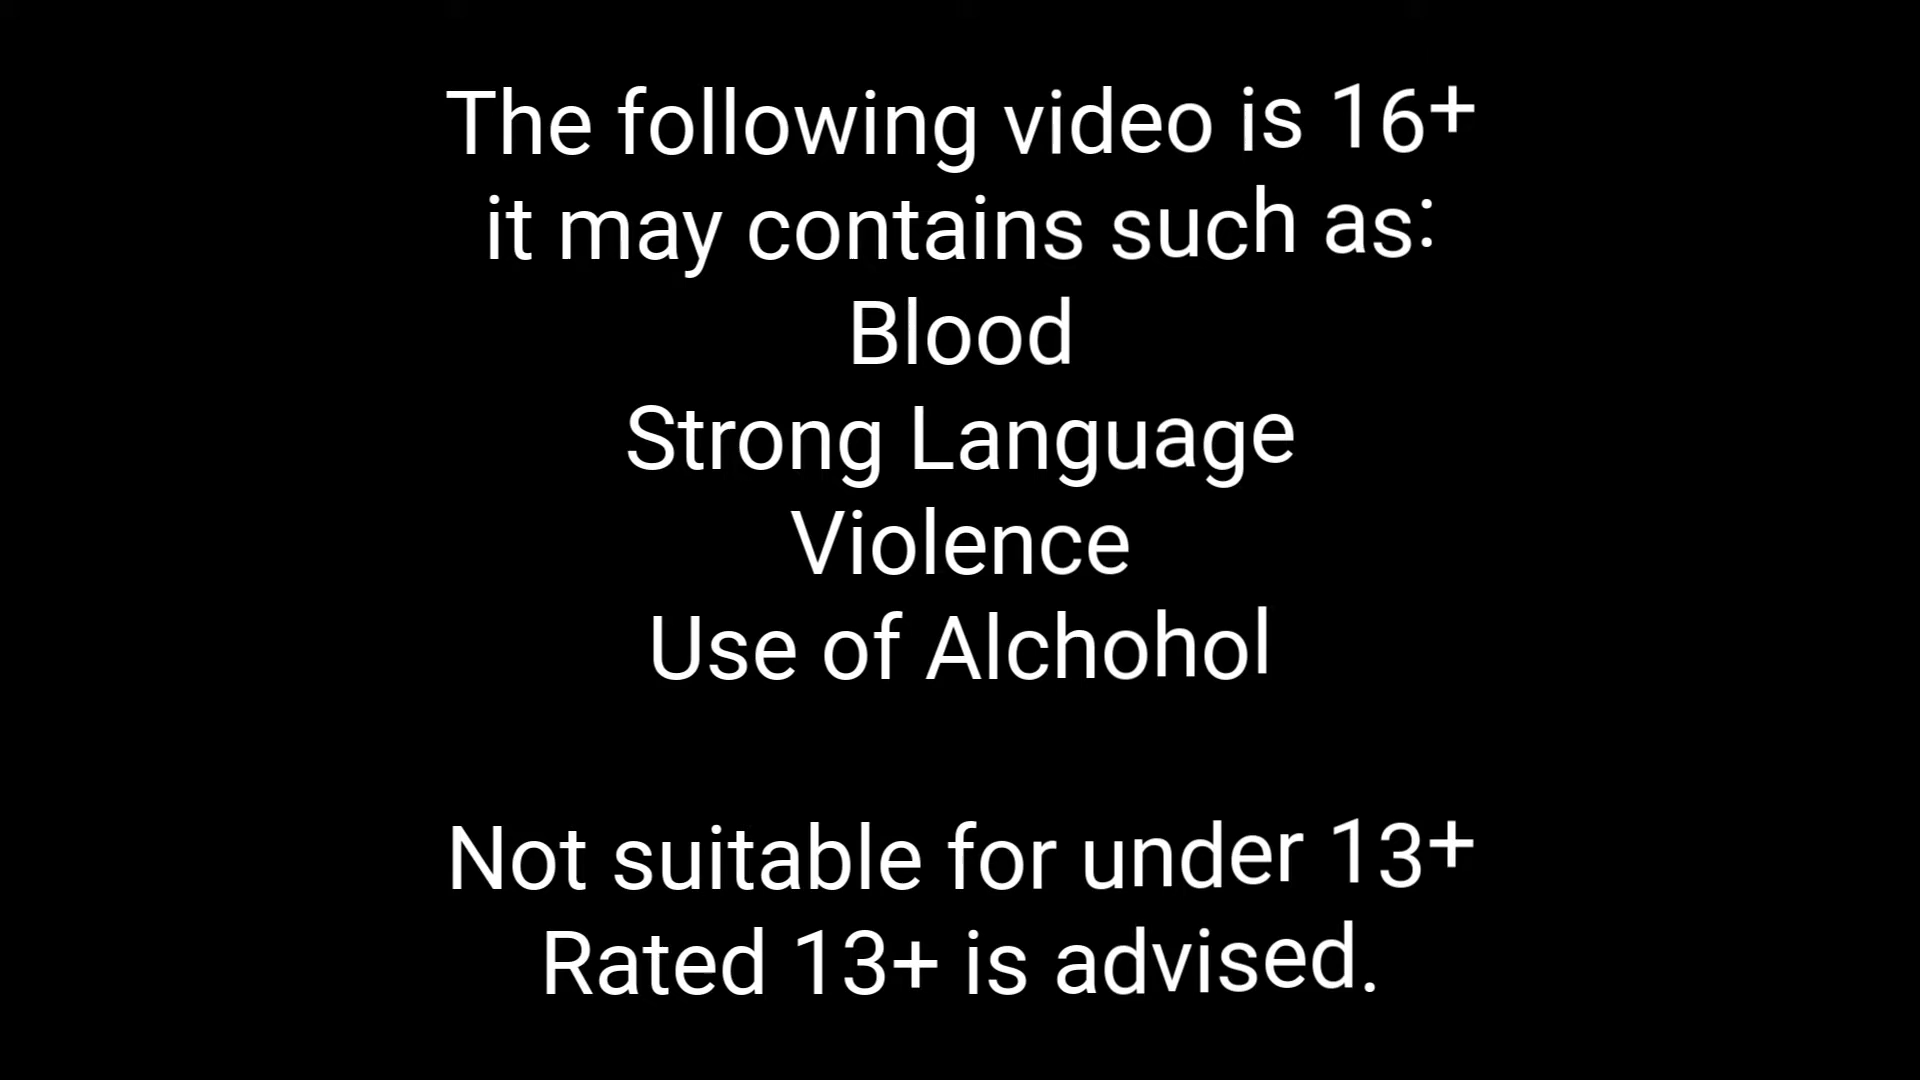 The following video is 16+
it may contains such as:
Blood
Strong Language
Violence
Use of Alchohol
Not suitable for under 13+
Rated 13+ is advised.